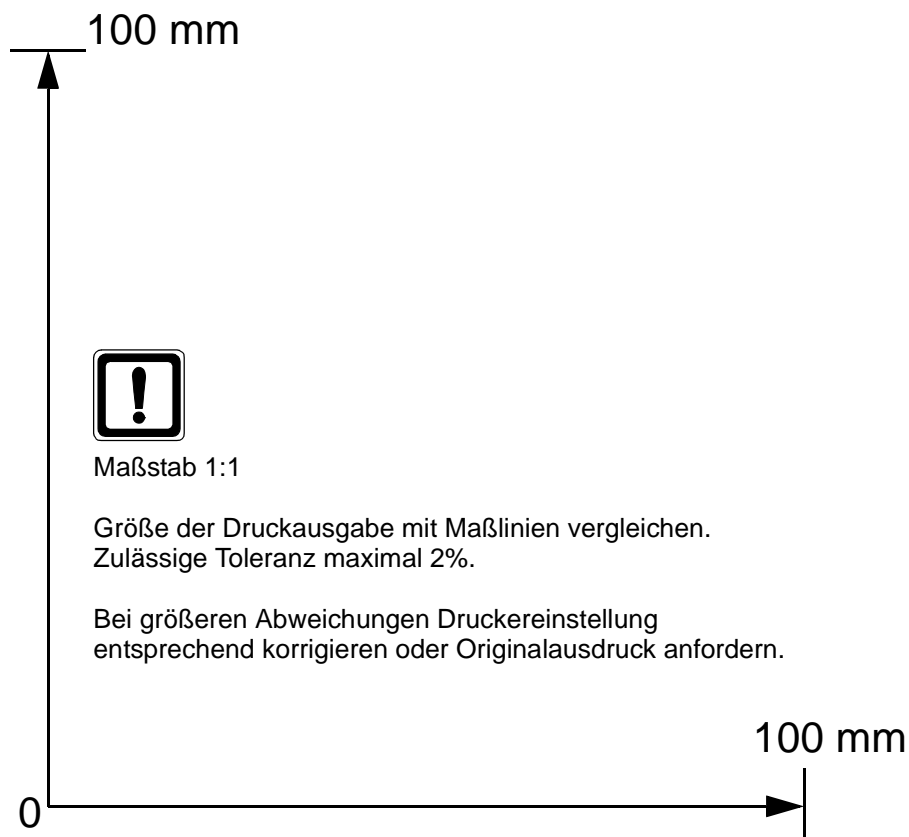 100 mm
!
Maßstab 1:1
Größe der Druckausgabe mit Maßlinien vergleichen.
Zulässige Toleranz maximal 2%.
Bei größeren Abweichungen Druckereinstellung
entsprechend korrigieren oder Originalausdruck anfordern.
100 mm
0